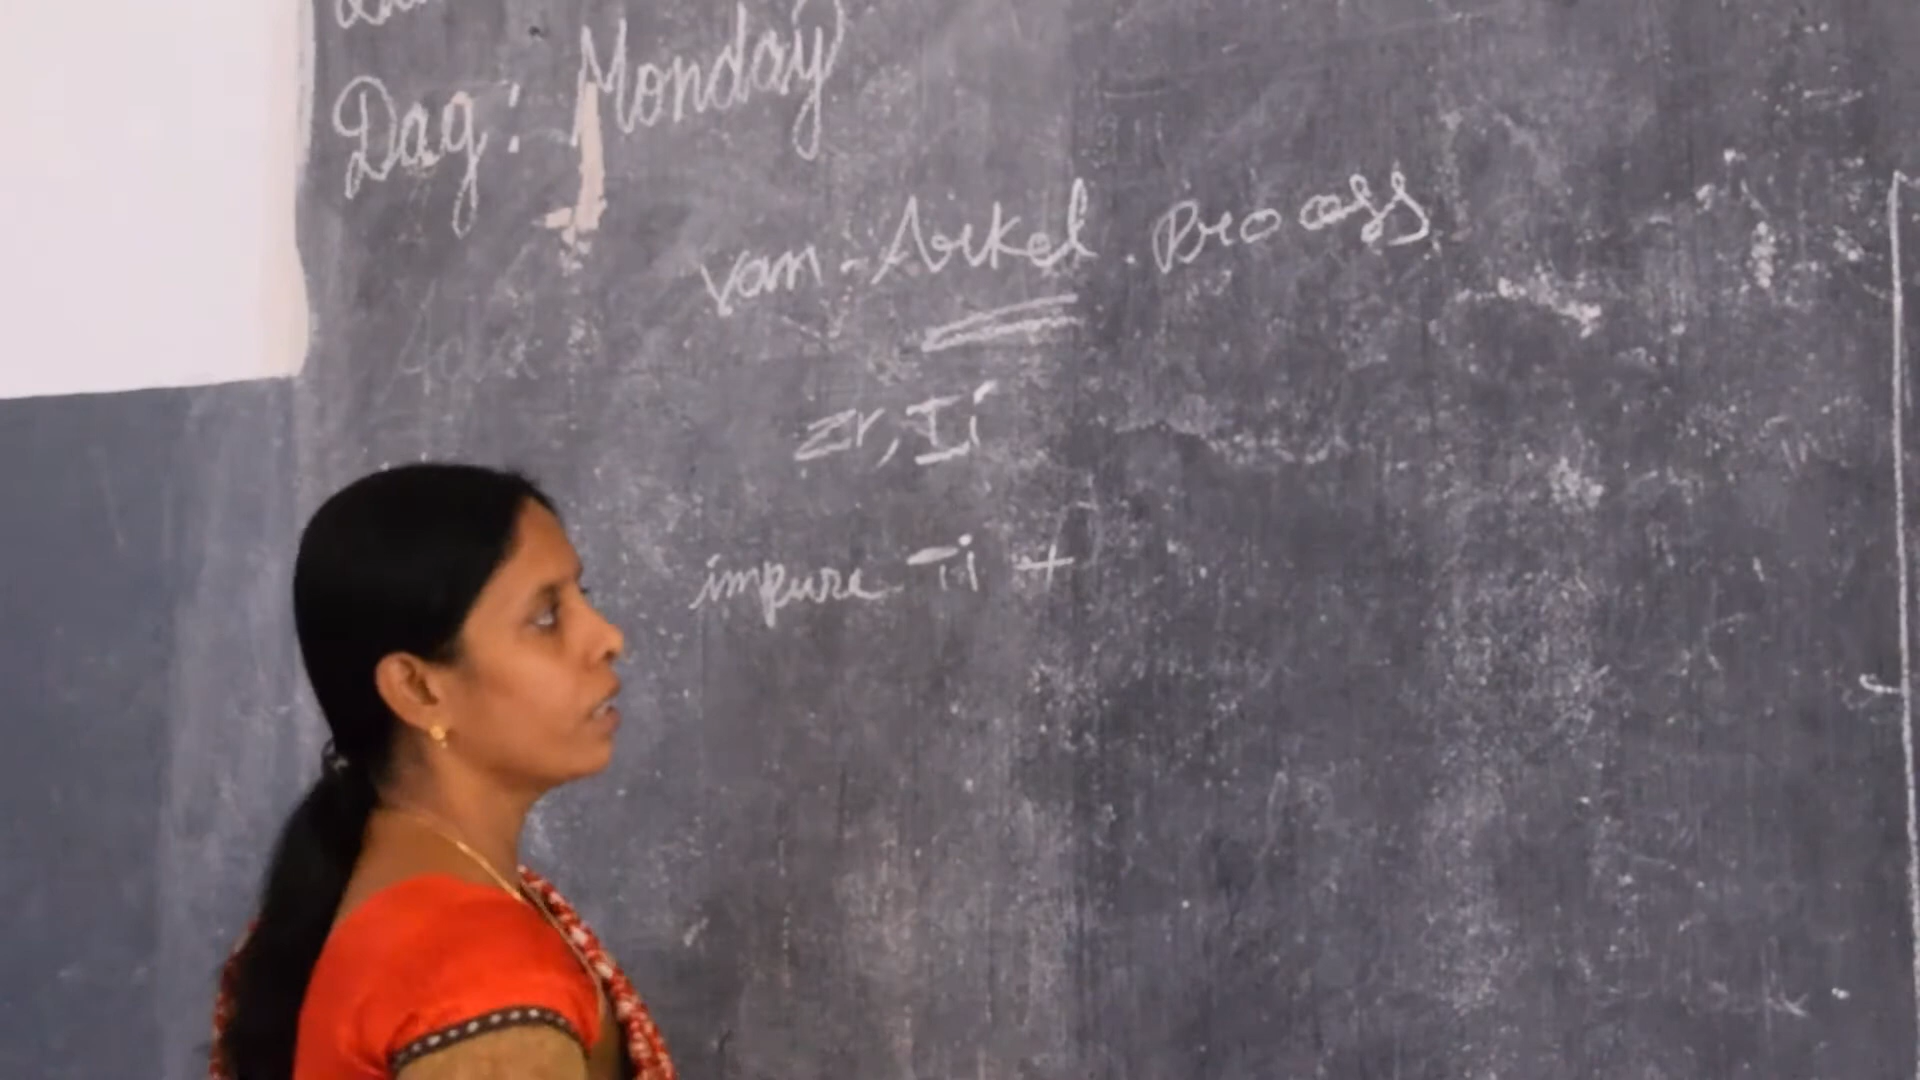 Day: Monday
Van-Arkel Process
Zr, Ti
impure Ti +